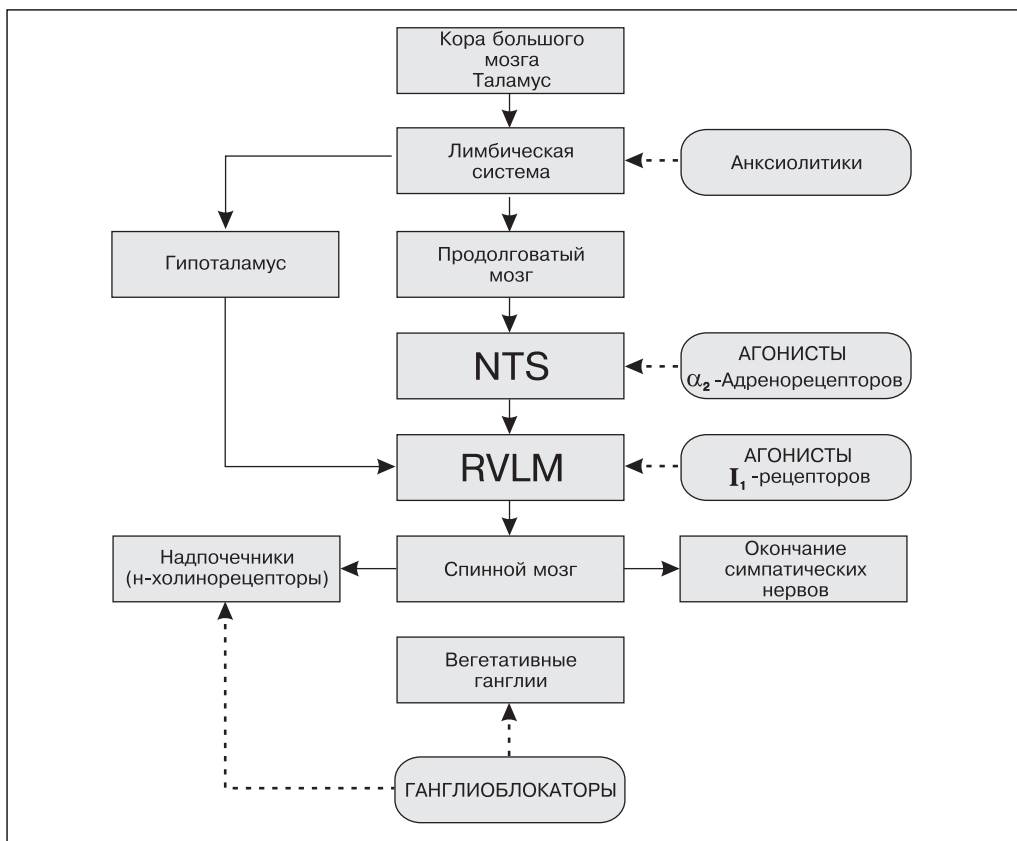 Кора большого
мозга
Таламус
Лимбическая
система
Анксиолитики
Гипоталамус
Продолговатый
мозг
NTS
АГОНИСТЫ
α₂-Адренорецепторов
RVLM
АГОНИСТЫ
I₁-рецепторов
Надпочечники
(н-холинорецепторы)
Спинной мозг
Окончание
симпатических
нервов
Вегетативные
ганглии
ГАНГЛИОБЛОКАТОРЫ